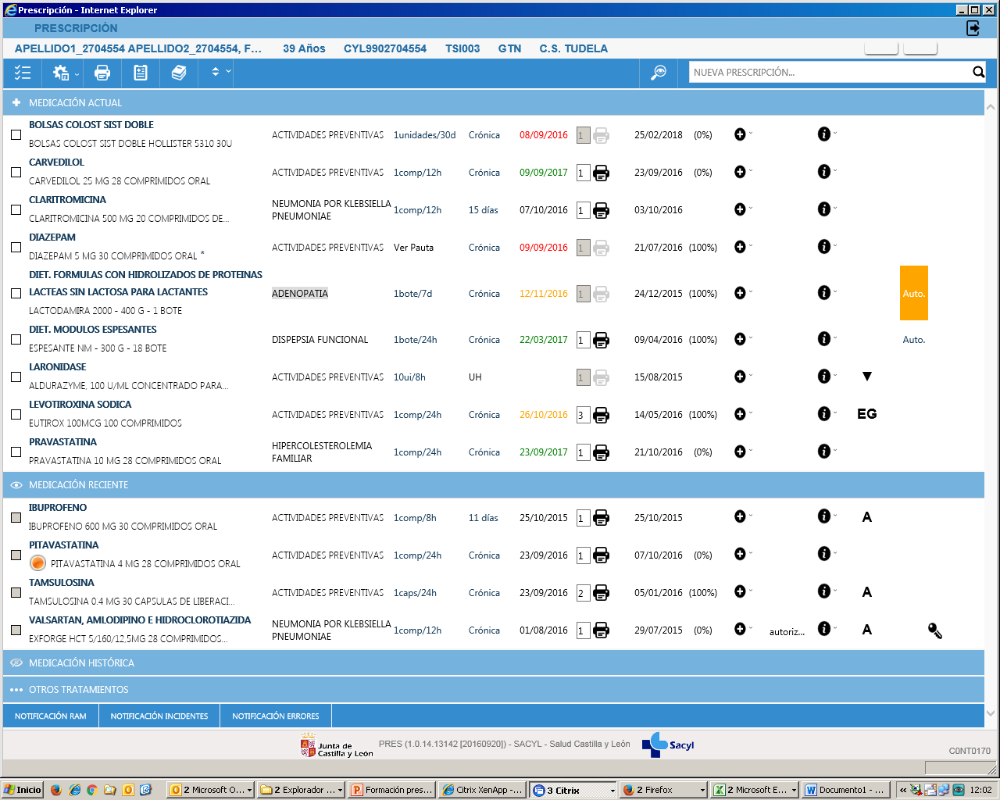 Prescripción - Internet Explorer
PRESCRIPCIÓN
APELLIDO1_2704554 APELLIDO2_2704554, F... 39 Años CYL9902704554 TSI003 GTN C.S. TUDELA
NUEVA PRESCRIPCIÓN...
MEDICACIÓN ACTUAL
BOLSAS COLOST SIST DOBLE
BOLSAS COLOST SIST DOBLE HOLLISTER 5310 30U ACTIVIDADES PREVENTIVAS 1unidades/30d Crónica 08/09/2016 1 25/02/2018 (0%)
CARVEDILOL
CARVEDILOL 25 MG 28 COMPRIMIDOS ORAL ACTIVIDADES PREVENTIVAS 1comp/12h Crónica 09/09/2017 1 23/09/2016 (0%)
CLARITROMICINA
CLARITROMICINA 500 MG 20 COMPRIMIDOS DE... NEUMONIA POR KLEBSIELLA PNEUMONIAE 1comp/12h 15 días 07/10/2016 1 03/10/2016
DIAZEPAM
DIAZEPAM 5 MG 30 COMPRIMIDOS ORAL * ACTIVIDADES PREVENTIVAS Ver Pauta Crónica 09/09/2016 1 21/07/2016 (100%)
DIET. FORMULAS CON HIDROLIZADOS DE PROTEINAS
LACTEAS SIN LACTOSA PARA LACTANTES
LACTODAMIRA 2000 - 400 G - 1 BOTE ADENOPATIA 1bote/7d Crónica 12/11/2016 1 24/12/2015 (100%) Auto.
DIET. MODULOS ESPESANTES
ESPESANTE NM - 300 G - 18 BOTE DISPEPSIA FUNCIONAL 1bote/24h Crónica 22/03/2017 1 09/04/2016 (100%) Auto.
LARONIDASE
ALDURAZYME, 100 U/ML CONCENTRADO PARA... ACTIVIDADES PREVENTIVAS 10ui/8h UH 1 15/08/2015
LEVOTIROXINA SODICA
EUTIROX 100MCG 100 COMPRIMIDOS ACTIVIDADES PREVENTIVAS 1comp/24h Crónica 26/10/2016 3 14/05/2016 (100%) EG
PRAVASTATINA
PRAVASTATINA 10 MG 28 COMPRIMIDOS ORAL HIPERCOLESTEROLEMIA FAMILIAR 1comp/24h Crónica 23/09/2017 1 21/10/2016 (0%)
MEDICACIÓN RECIENTE
IBUPROFENO
IBUPROFENO 600 MG 30 COMPRIMIDOS ORAL ACTIVIDADES PREVENTIVAS 1comp/8h 11 días 25/10/2015 1 25/10/2015 A
PITAVASTATINA
PITAVASTATINA 4 MG 28 COMPRIMIDOS ORAL ACTIVIDADES PREVENTIVAS 1comp/24h Crónica 23/09/2016 1 07/10/2016 (0%)
TAMSULOSINA
TAMSULOSINA 0.4 MG 30 CAPSULAS DE LIBERACI... ACTIVIDADES PREVENTIVAS 1caps/24h Crónica 23/09/2016 2 05/01/2016 (100%) A
VALSARTAN, AMLODIPINO E HIDROCLOROTIAZIDA
EXFORGE HCT 5/160/12,5MG 28 COMPRIMIDOS... NEUMONIA POR KLEBSIELLA PNEUMONIAE 1comp/12h Crónica 01/08/2016 1 29/07/2015 (0%) autoriz... A
MEDICACIÓN HISTÓRICA
OTROS TRATAMIENTOS
NOTIFICACIÓN RAM NOTIFICACIÓN INCIDENTES NOTIFICACIÓN ERRORES
Junta de Castilla y León PRES (1.0.14.13142 [20160920]) - SACYL - Salud Castilla y León Sacyl
C0NT0170
Inicio 2 Microsoft O... 2 Explorador ... Formación pres... Citrix XenApp -... 3 Citrix 2 Firefox 2 Microsoft E... Documento1 - ... « 12:02